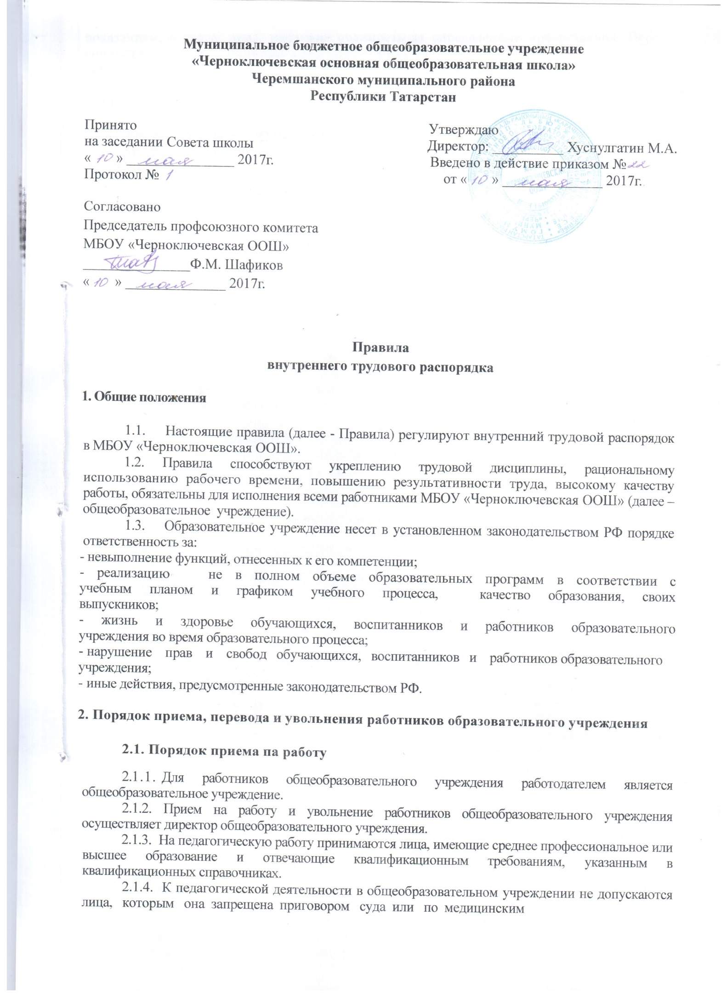 Муниципальное бюджетное общеобразовательное учреждение
«Черноключевская основная общеобразовательная школа»
Черемшанского муниципального района
Республики Татарстан
Принято
на заседании Совета школы
« 10 » мая 2017г.
Протокол № 1
Утверждаю
Директор: ___________ Хуснулгатин М.А.
Введено в действие приказом №22
от « 10 » мая 2017г.
Согласовано
Председатель профсоюзного комитета
МБОУ «Черноключевская ООШ»
________________Ф.М. Шафиков
« 10 » мая 2017г.
Правила
внутреннего трудового распорядка
1. Общие положения
1.1. Настоящие правила (далее - Правила) регулируют внутренний трудовой распорядок
в МБОУ «Черноключевская ООШ».
1.2. Правила способствуют укреплению трудовой дисциплины, рациональному
использованию рабочего времени, повышению результативности труда, высокому качеству
работы, обязательны для исполнения всеми работниками МБОУ «Черноключевская ООШ» (далее –
общеобразовательное учреждение).
1.3. Образовательное учреждение несет в установленном законодательством РФ порядке
ответственность за:
- невыполнение функций, отнесенных к его компетенции;
- реализацию не в полном объеме образовательных программ в соответствии с
учебным планом и графиком учебного процесса, качество образования, своих
выпускников;
- жизнь и здоровье обучающихся, воспитанников и работников образовательного
учреждения во время образовательного процесса;
- нарушение прав и свобод обучающихся, воспитанников и работников образовательного
учреждения;
- иные действия, предусмотренные законодательством РФ.
2. Порядок приема, перевода и увольнения работников образовательного учреждения
2.1. Порядок приема па работу
2.1.1. Для работников общеобразовательного учреждения работодателем является
общеобразовательное учреждение.
2.1.2. Прием на работу и увольнение работников общеобразовательного учреждения
осуществляет директор общеобразовательного учреждения.
2.1.3. На педагогическую работу принимаются лица, имеющие среднее профессиональное или
высшее образование и отвечающие квалификационным требованиям, указанным в
квалификационных справочниках.
2.1.4. К педагогической деятельности в общеобразовательном учреждении не допускаются
лица, которым она запрещена приговором суда или по медицинским